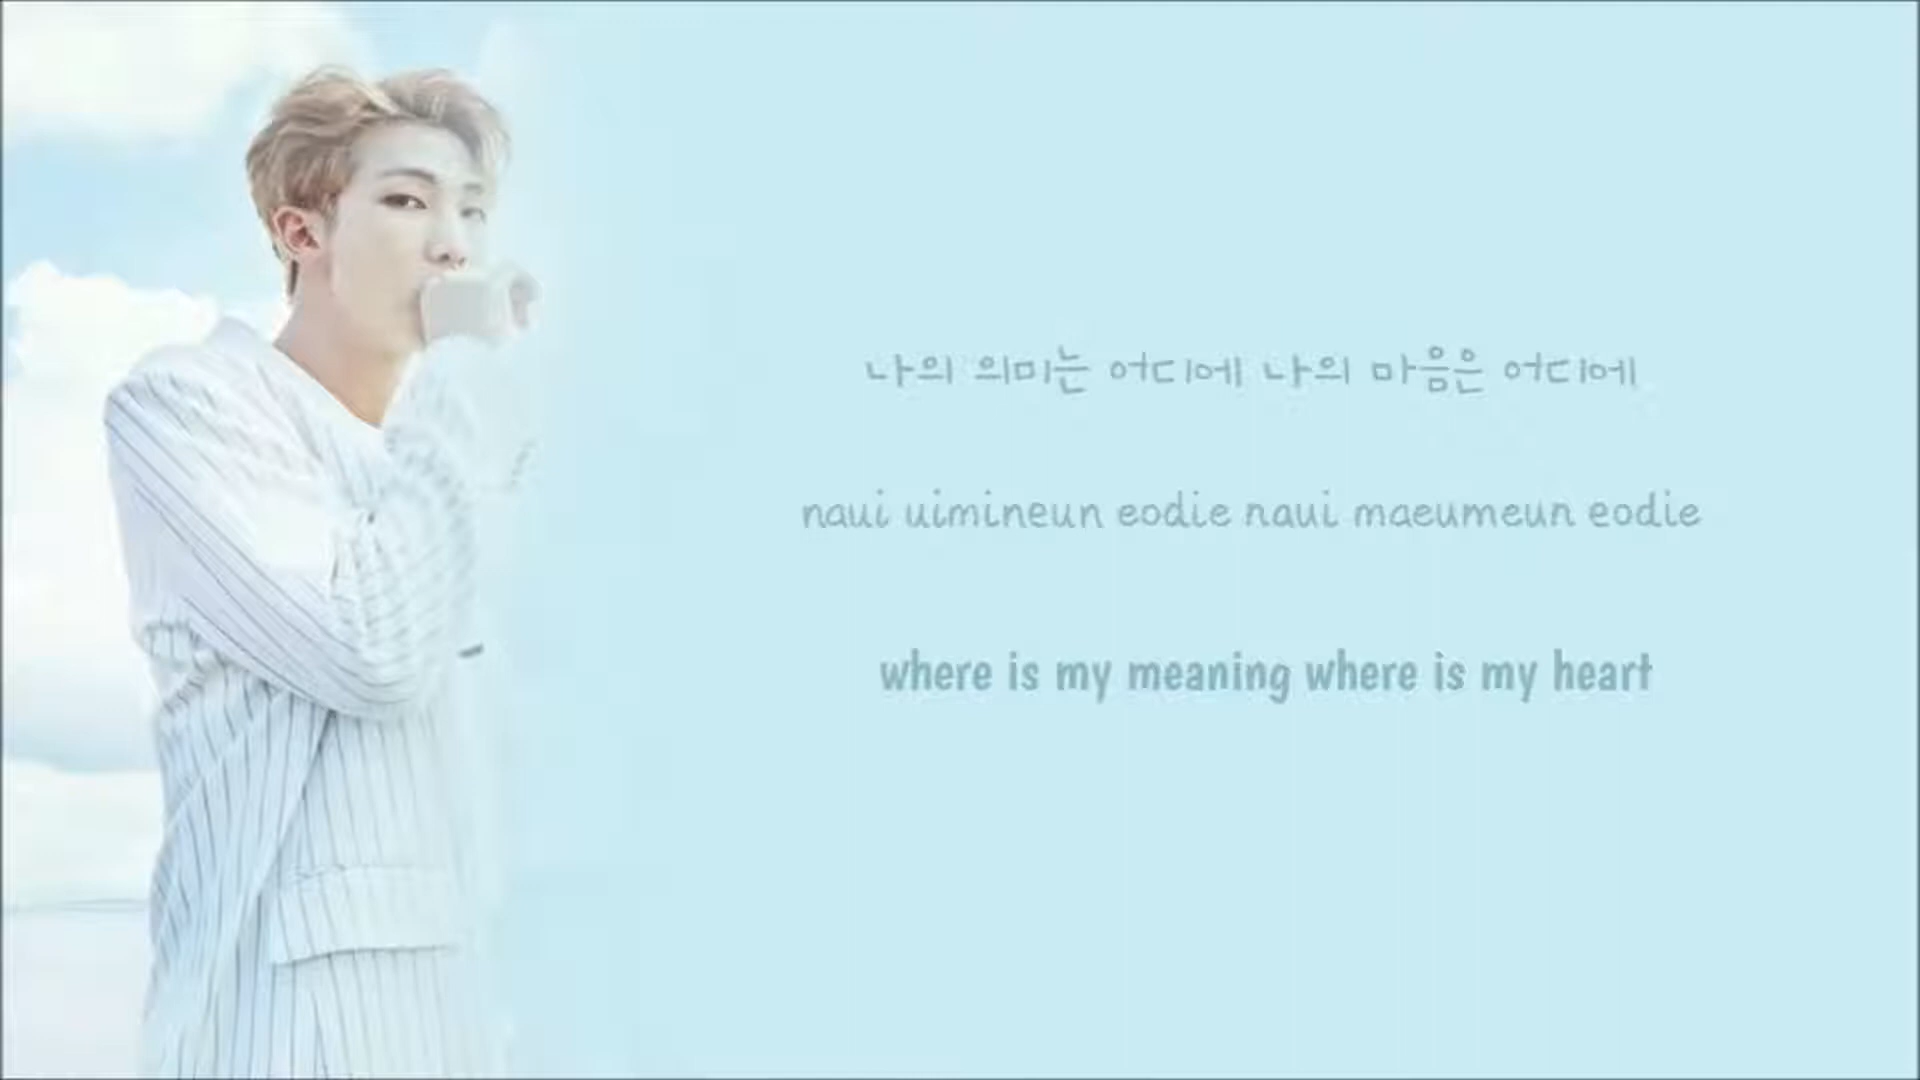 나의 의미는 어디에 나의 마음은 어디에
naui uimineun eodie naui maeumeun eodie
where is my meaning where is my heart